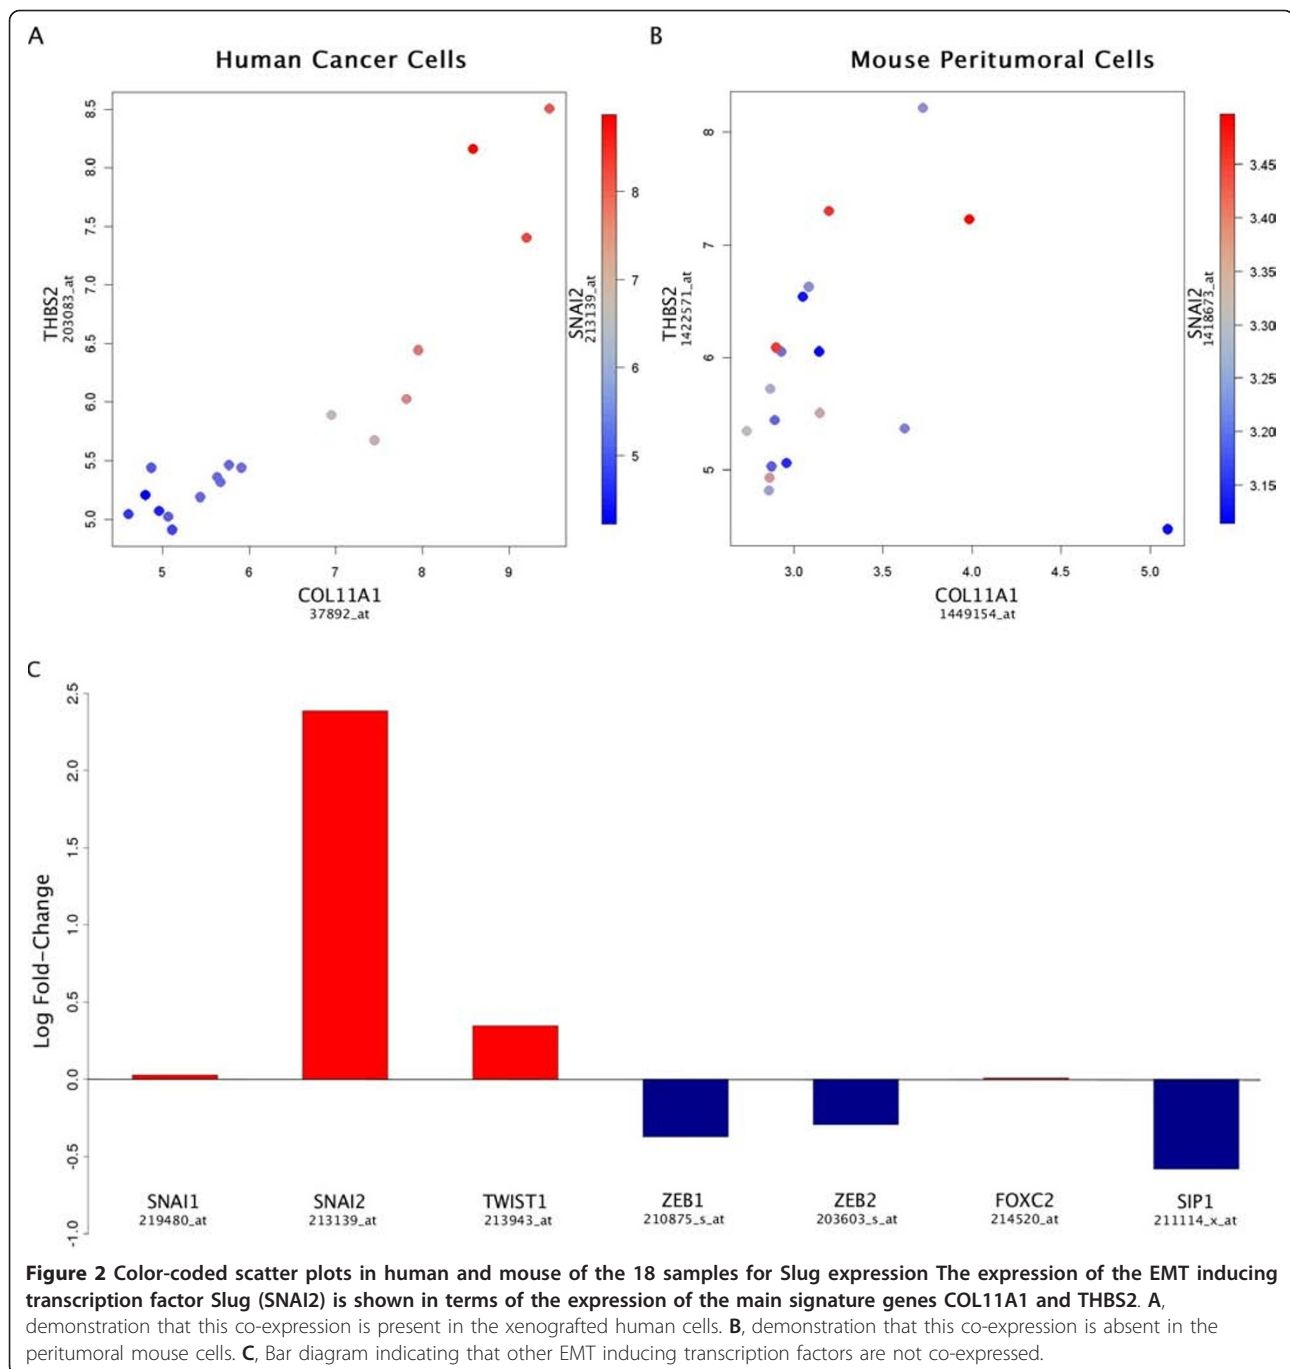 A
Human Cancer Cells
8.5
8.0
7.5
7.0
6.5
6.0
5.5
5.0
THBS2
203083_at
5 6 7 8 9
COL11A1
37892_at
SNAI2
213139_at
8
7
6
5
B
Mouse Peritumoral Cells
8
7
6
5
THBS2
1422571_at
3.0 3.5 4.0 4.5 5.0
COL11A1
1449154_at
SNAI2
1418673_at
3.45
3.40
3.35
3.30
3.25
3.20
3.15
C
2.5
2.0
1.5
1.0
0.5
0.0
-0.5
-1.0
Log Fold-Change
SNAI1 SNAI2 TWIST1 ZEB1 ZEB2 FOXC2 SIP1
219480_at 213139_at 213943_at 210875_s_at 203603_s_at 214520_at 211114_x_at
Figure 2 Color-coded scatter plots in human and mouse of the 18 samples for Slug expression The expression of the EMT inducing
transcription factor Slug (SNAI2) is shown in terms of the expression of the main signature genes COL11A1 and THBS2. A,
demonstration that this co-expression is present in the xenografted human cells. B, demonstration that this co-expression is absent in the
peritumoral mouse cells. C, Bar diagram indicating that other EMT inducing transcription factors are not co-expressed.